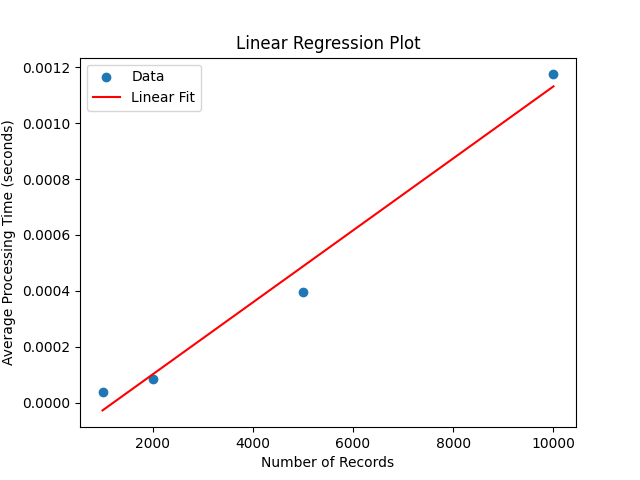 Linear Regression Plot
Data
Linear Fit
Average Processing Time (seconds)
0.0012
0.0010
0.0008
0.0006
0.0004
0.0002
0.0000
2000 4000 6000 8000 10000
Number of Records